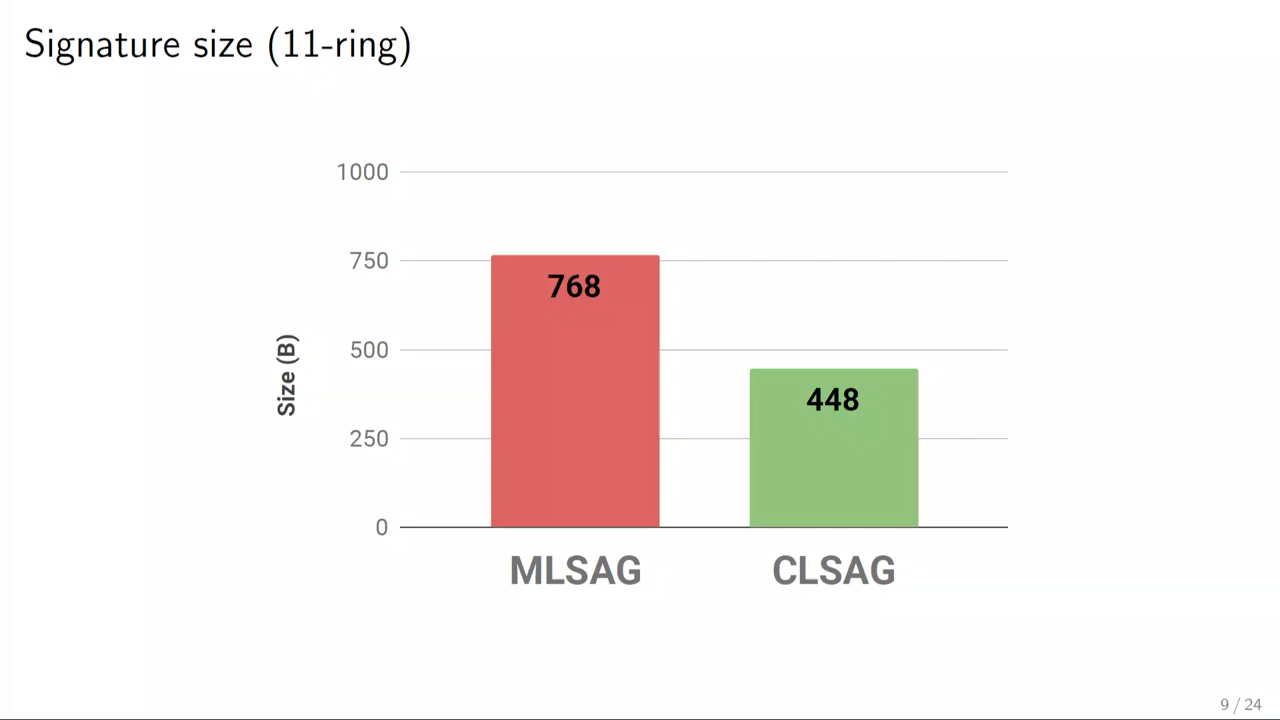 Signature size (11-ring)
1000
750
500
250
0
Size (B)
768
448
MLSAG
CLSAG
9 / 24